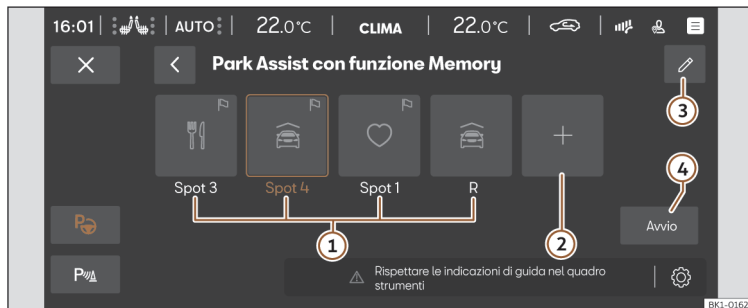 16:01 AUTO 22.0°C CLIMA 22.0°C
Park Assist con funzione Memory
3
4
Spot 3 Spot 4 Spot 1 R
1
2
Avvio
P
P
Rispettare le indicazioni di guida nel quadro
strumenti
BK1-0162